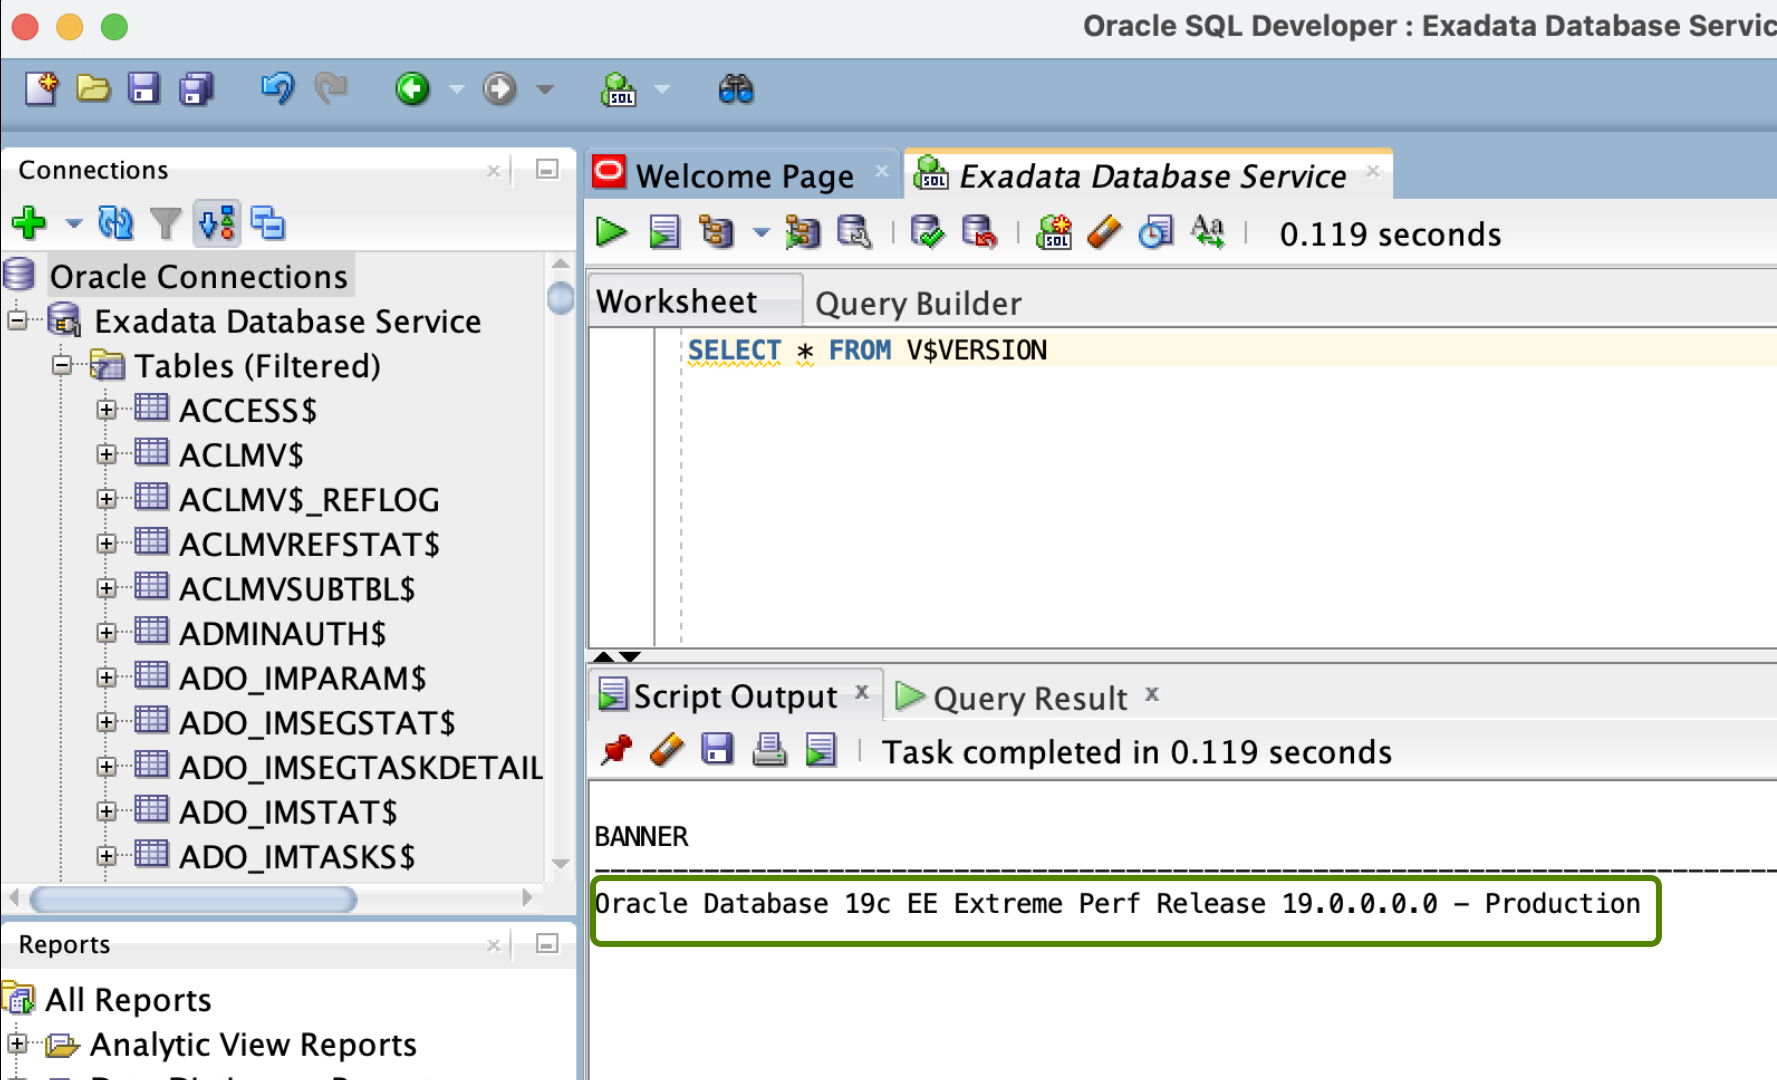 Oracle SQL Developer : Exadata Database Servic
Connections
Oracle Connections
Exadata Database Service
Tables (Filtered)
ACCESS$
ACLMV$
ACLMV$_REFLOG
ACLMVREFSTAT$
ACLMVSUBTBL$
ADMINAUTH$
ADO_IMPARAM$
ADO_IMSEGSTAT$
ADO_IMSEGTASKDETAIL
ADO_IMSTAT$
ADO_IMTASKS$
Reports
All Reports
Analytic View Reports
Welcome Page
Exadata Database Service
SQL
0.119 seconds
Worksheet
Query Builder
SELECT * FROM V$VERSION
Script Output
Query Result
Task completed in 0.119 seconds
BANNER
--------------------------------------------------------------------------------
Oracle Database 19c EE Extreme Perf Release 19.0.0.0.0 - Production